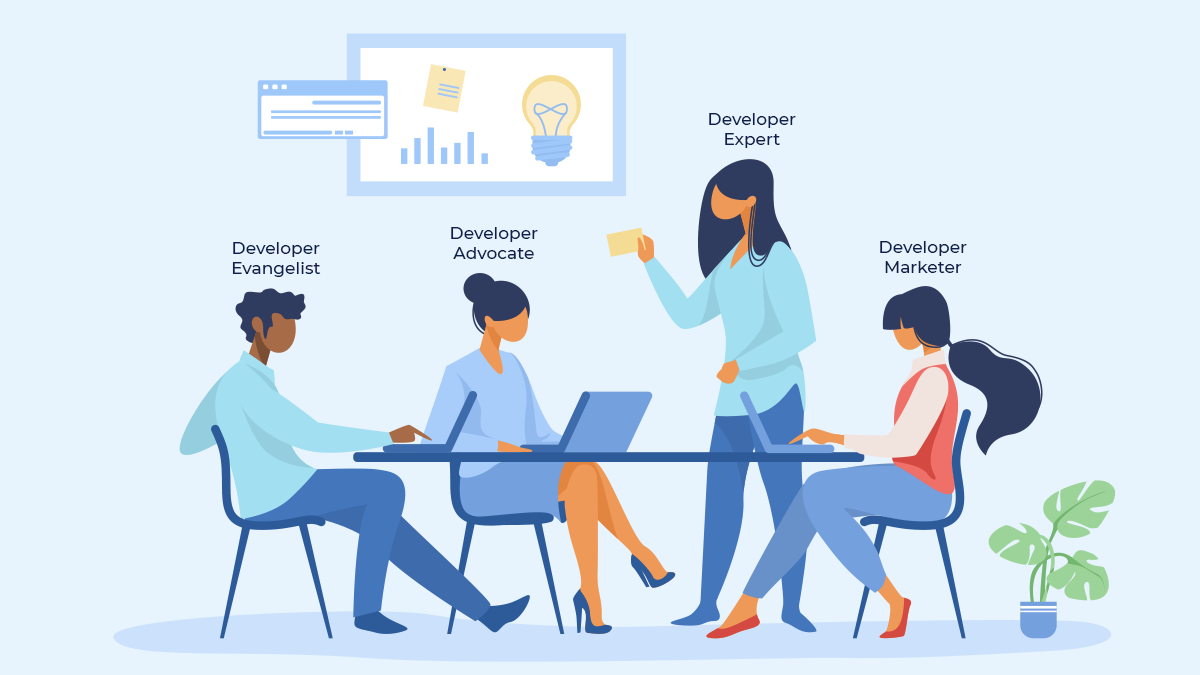 Developer
Evangelist
Developer
Advocate
Developer
Expert
Developer
Marketer